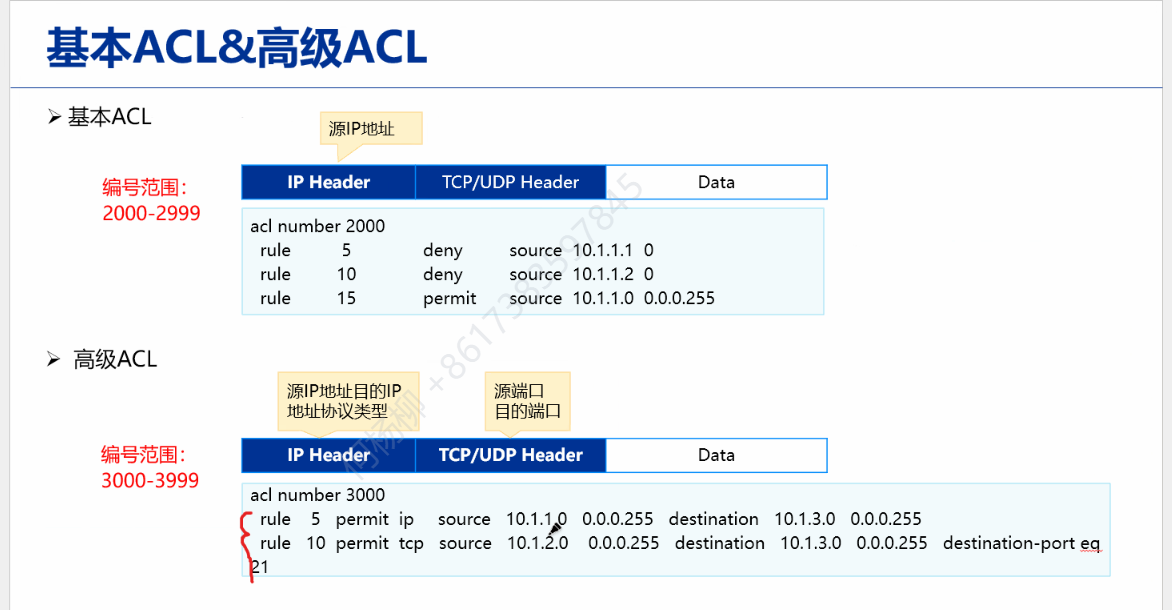 基本ACL&高级ACL
➢ 基本ACL
源IP地址
编号范围：
2000-2999
IP Header TCP/UDP Header Data
acl number 2000
rule 5 deny source 10.1.1.1 0
rule 10 deny source 10.1.1.2 0
rule 15 permit source 10.1.1.0 0.0.0.255
➢ 高级ACL
源IP地址目的IP
地址协议类型
源端口
目的端口
编号范围：
3000-3999
IP Header TCP/UDP Header Data
acl number 3000
rule 5 permit ip source 10.1.1.0 0.0.0.255 destination 10.1.3.0 0.0.0.255
rule 10 permit tcp source 10.1.2.0 0.0.0.255 destination 10.1.3.0 0.0.0.255 destination-port eq
21
何杨柳 +8617383597845